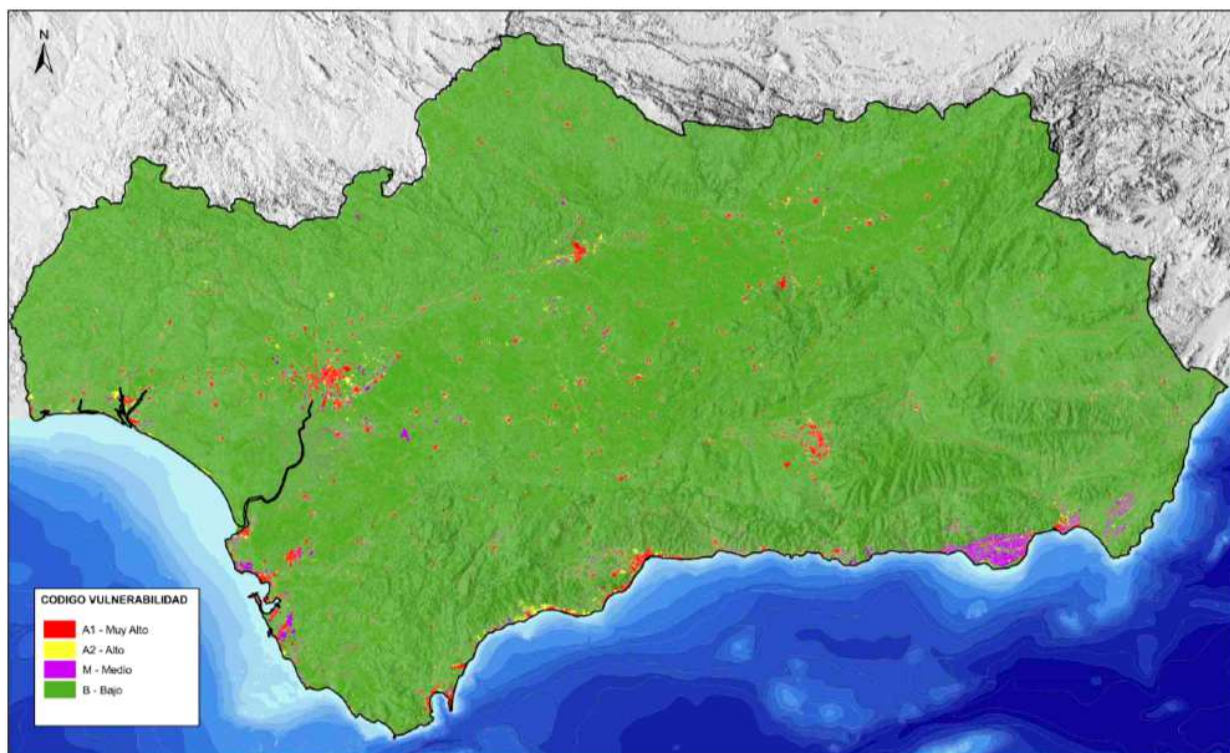 N
CODIGO VULNERABILIDAD
A1 - Muy Alto
A2 - Alto
M - Medio
B - Bajo